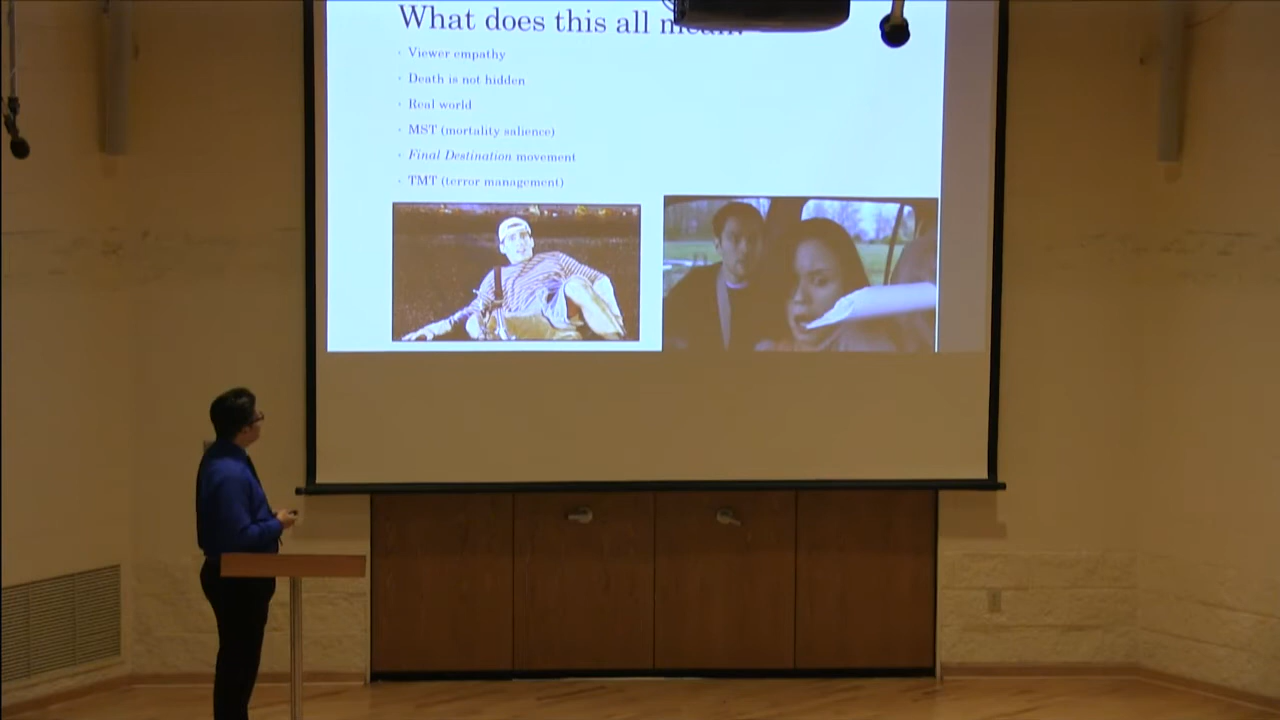 What does this all mean?
· Viewer empathy
· Death is not hidden
· Real world
· MST (mortality salience)
· Final Destination movement
· TMT (terror management)